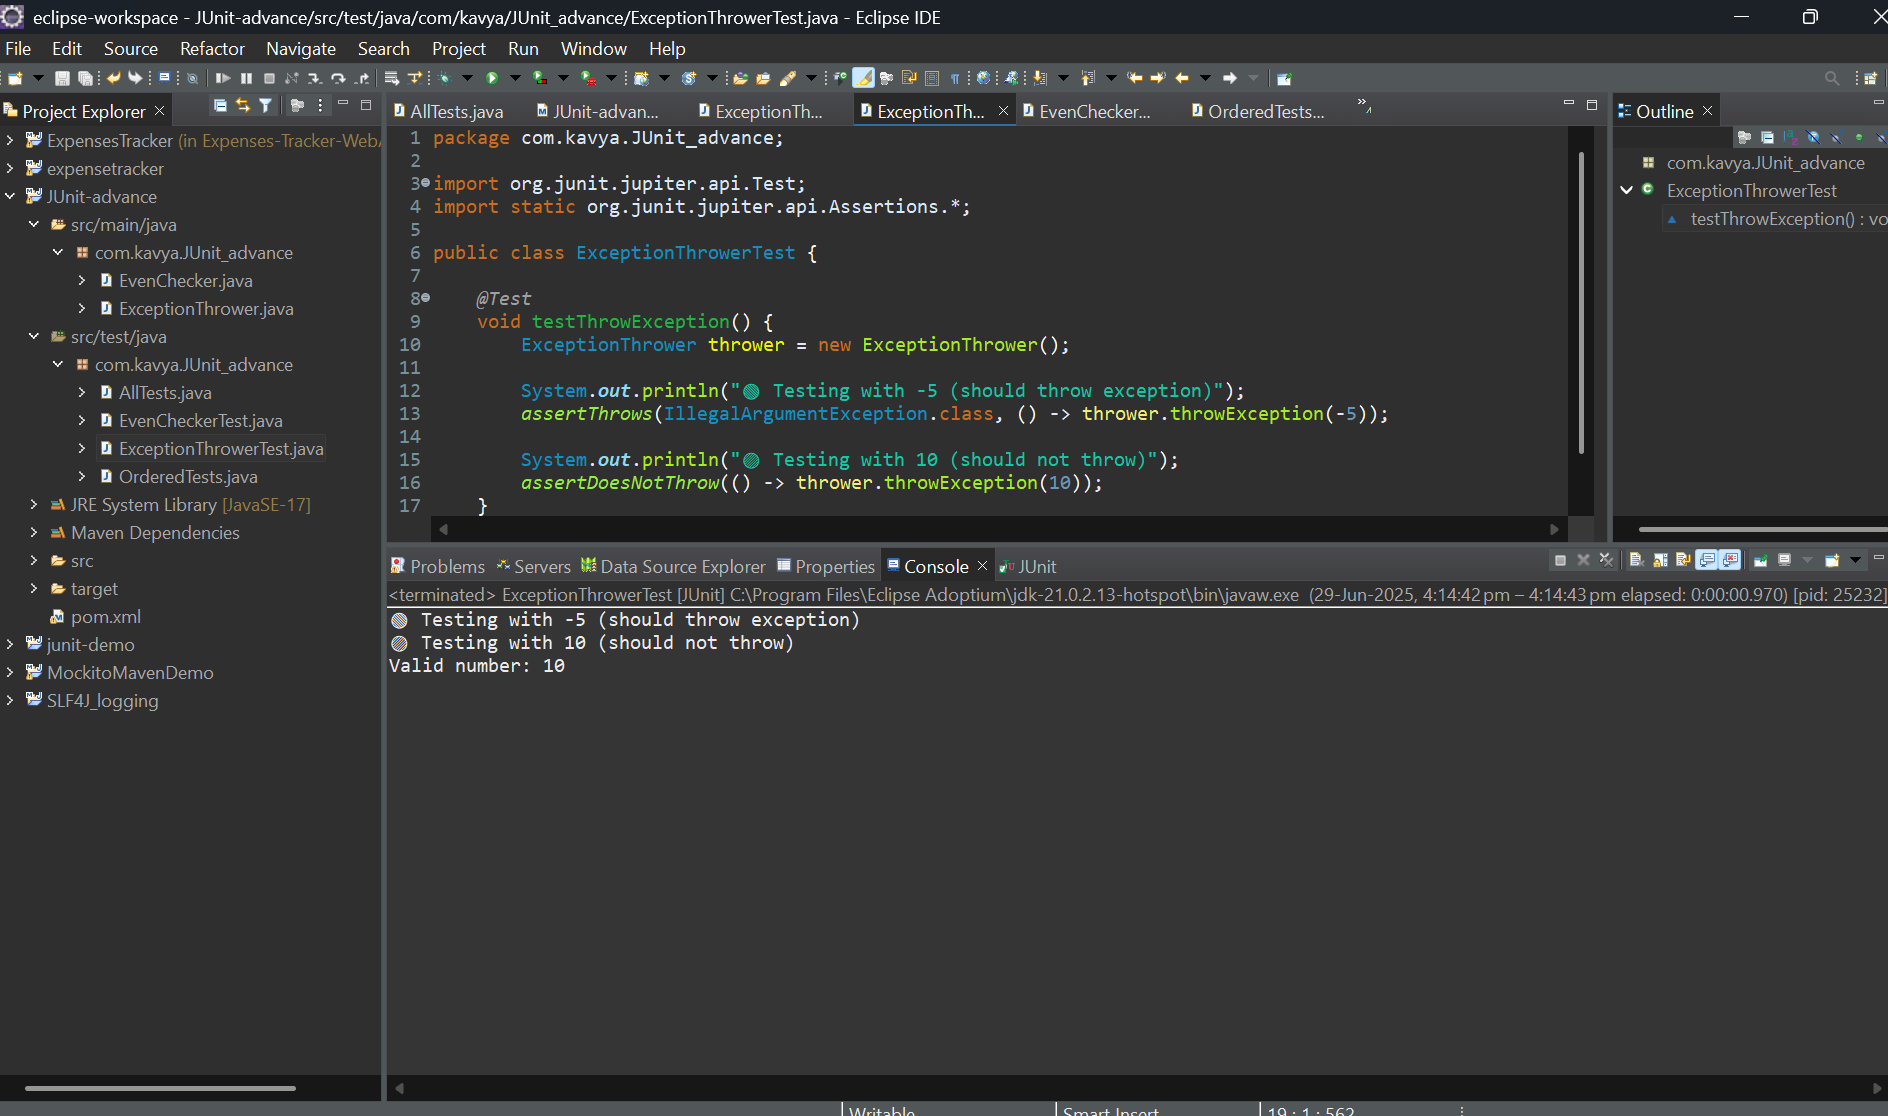 eclipse-workspace - JUnit-advance/src/test/java/com/kavya/JUnit_advance/ExceptionThrowerTest.java - Eclipse IDE
File Edit Source Refactor Navigate Search Project Run Window Help
Project Explorer
ExpensesTracker (in Expenses-Tracker-Web
expensetracker
JUnit-advance
src/main/java
com.kavya.JUnit_advance
EvenChecker.java
ExceptionThrower.java
src/test/java
com.kavya.JUnit_advance
AllTests.java
EvenCheckerTest.java
ExceptionThrowerTest.java
OrderedTests.java
JRE System Library [JavaSE-17]
Maven Dependencies
src
target
pom.xml
junit-demo
MockitoMavenDemo
SLF4J_logging
AllTests.java JUnit-advan... ExceptionTh... ExceptionTh... EvenChecker... OrderedTests...
1 package com.kavya.JUnit_advance;
2
3 import org.junit.jupiter.api.Test;
4 import static org.junit.jupiter.api.Assertions.*;
5
6 public class ExceptionThrowerTest {
7
8 @Test
9 void testThrowException() {
10 ExceptionThrower thrower = new ExceptionThrower();
11
12 System.out.println("🟢 Testing with -5 (should throw exception)");
13 assertThrows(IllegalArgumentException.class, () -> thrower.throwException(-5));
14
15 System.out.println("🟢 Testing with 10 (should not throw)");
16 assertDoesNotThrow(() -> thrower.throwException(10));
17 }
Outline
com.kavya.JUnit_advance
ExceptionThrowerTest
testThrowException() : vo
Problems Servers Data Source Explorer Properties Console JUnit
<terminated> ExceptionThrowerTest [JUnit] C:\Program Files\Eclipse Adoptium\jdk-21.0.2.13-hotspot\bin\javaw.exe (29-Jun-2025, 4:14:42 pm – 4:14:43 pm elapsed: 0:00:00.970) [pid: 25232]
🟢 Testing with -5 (should throw exception)
🟢 Testing with 10 (should not throw)
Valid number: 10
Writable Smart Insert 19 : 1 : 562